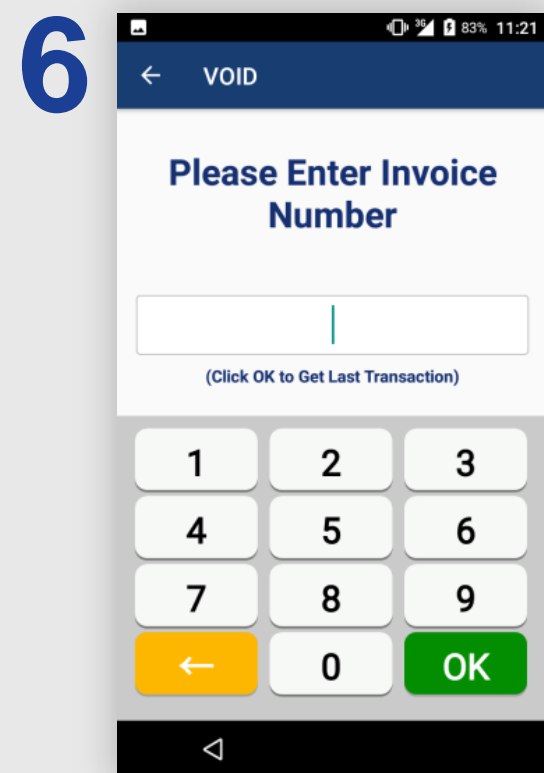 6
3G 83% 11:21
← VOID
Please Enter Invoice
Number
(Click OK to Get Last Transaction)
1 2 3
4 5 6
7 8 9
← 0 OK